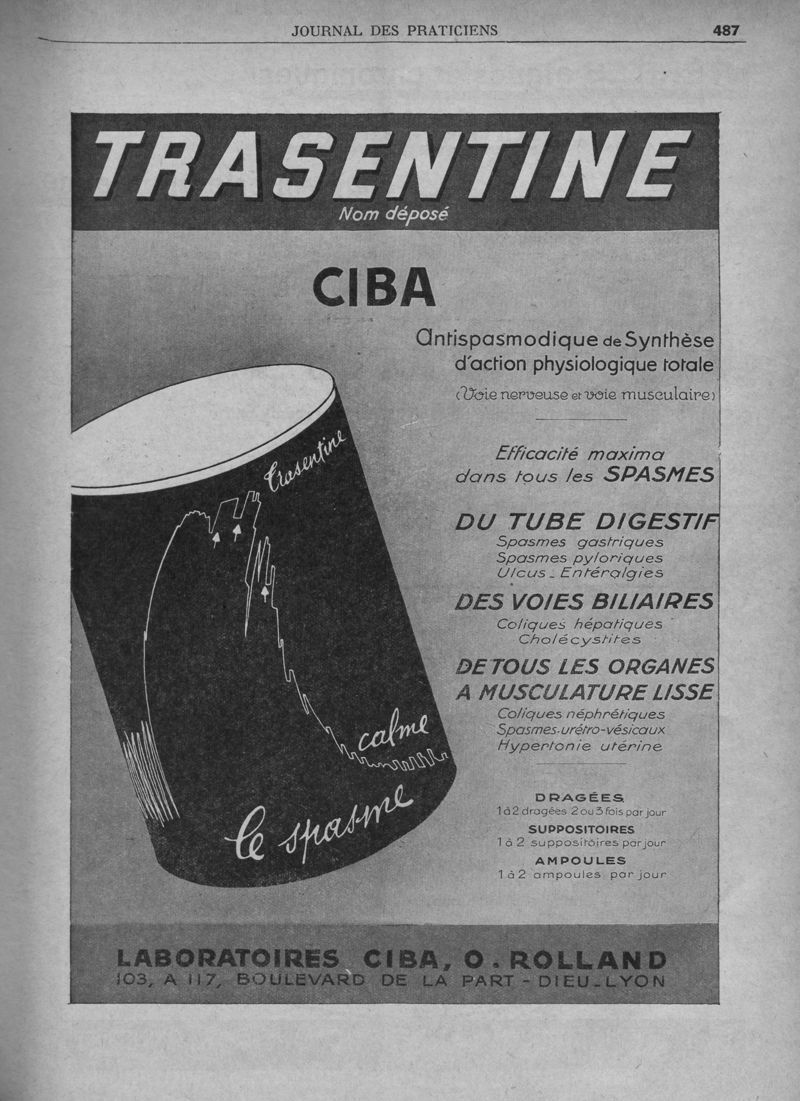 JOURNAL DES PRATICIENS
487
TRASENTINE
Nom déposé
CIBA
Antispasmodique de Synthèse
d'action physiologique totale
(Voie nerveuse et voie musculaire)
Efficacité maxima
dans tous les SPASMES
DU TUBE DIGESTIF
Spasmes gastriques
Spasmes pyloriques
Ulcus - Entéralgies
DES VOIES BILIAIRES
Coliques hépatiques
Cholécystites
DE TOUS LES ORGANES
A MUSCULATURE LISSE
Coliques néphrétiques
Spasmes urétro-vésicaux
Hypertonie utérine
DRAGÉES
1 à 2 dragées 2 ou 3 fois par jour
SUPPOSITOIRES
1 à 2 suppositoires par jour
AMPOULES
1 à 2 ampoules par jour
Trasentine
calme
le spasme
LABORATOIRES CIBA, O. ROLLAND
103, A 117, BOULEVARD DE LA PART-DIEU-LYON